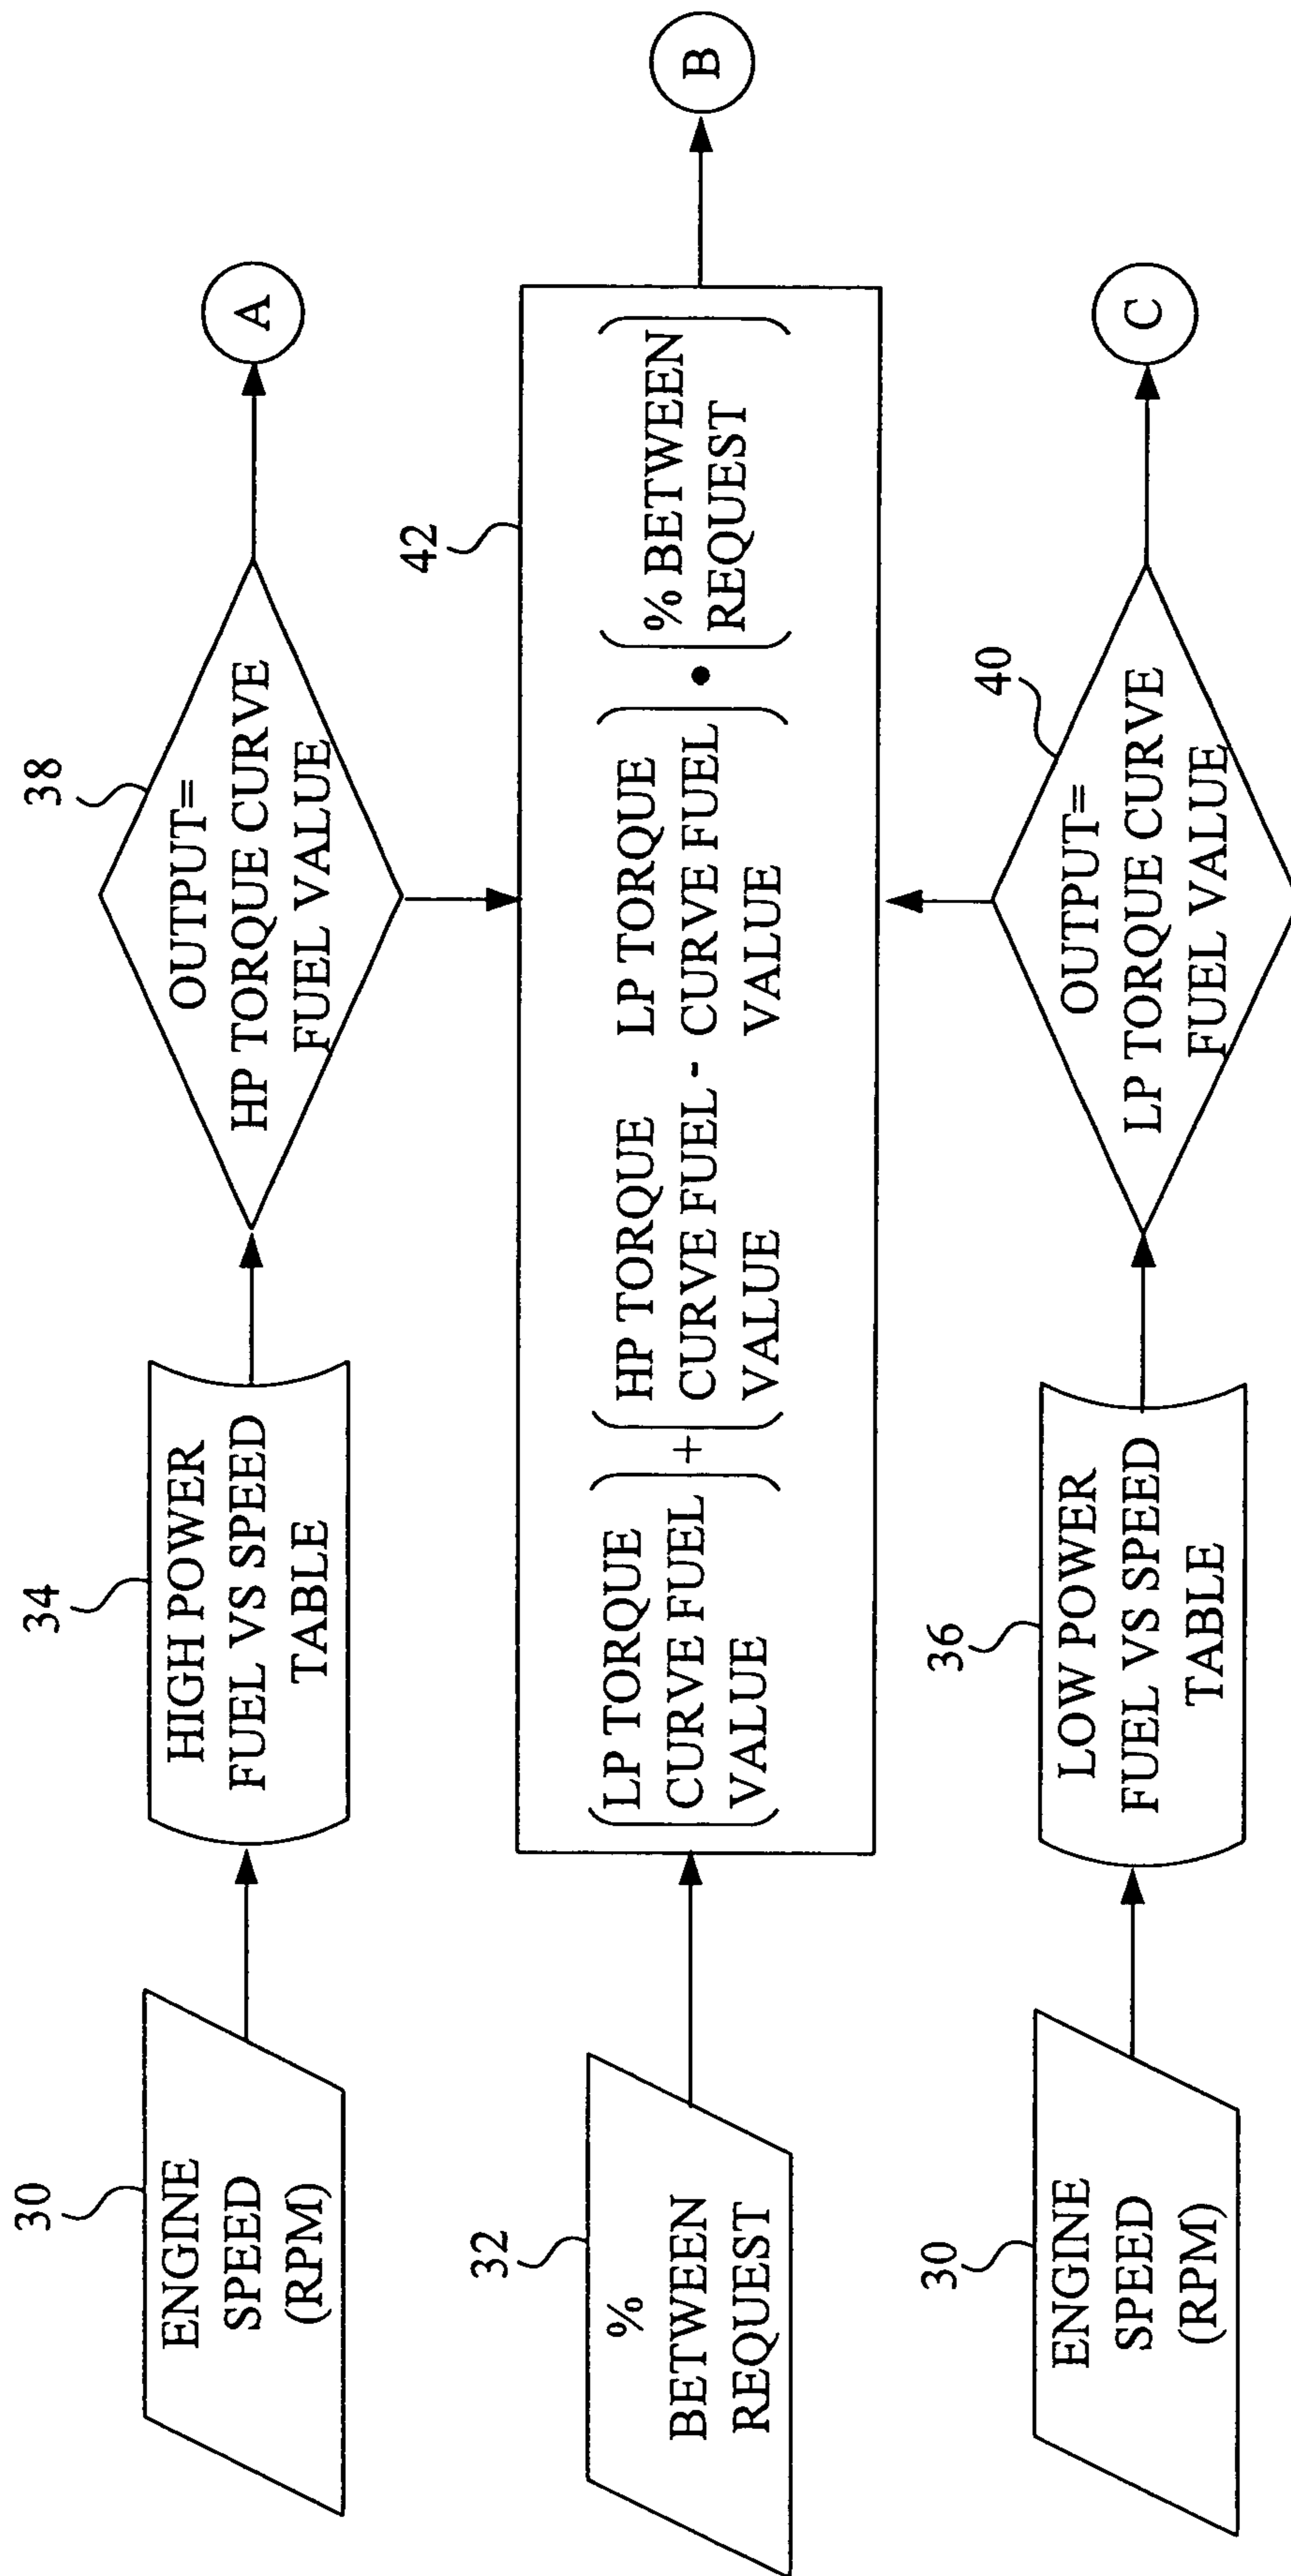 30
ENGINE
SPEED
(RPM)
34
HIGH POWER
FUEL VS SPEED
TABLE
38
OUTPUT=
HP TORQUE CURVE
FUEL VALUE
A
32
%
BETWEEN
REQUEST
42
(LP TORQUE
CURVE FUEL
VALUE) + (HP TORQUE
CURVE FUEL
VALUE - LP TORQUE
CURVE FUEL
VALUE) • (% BETWEEN
REQUEST)
B
30
ENGINE
SPEED
(RPM)
36
LOW POWER
FUEL VS SPEED
TABLE
40
OUTPUT=
LP TORQUE CURVE
FUEL VALUE
C